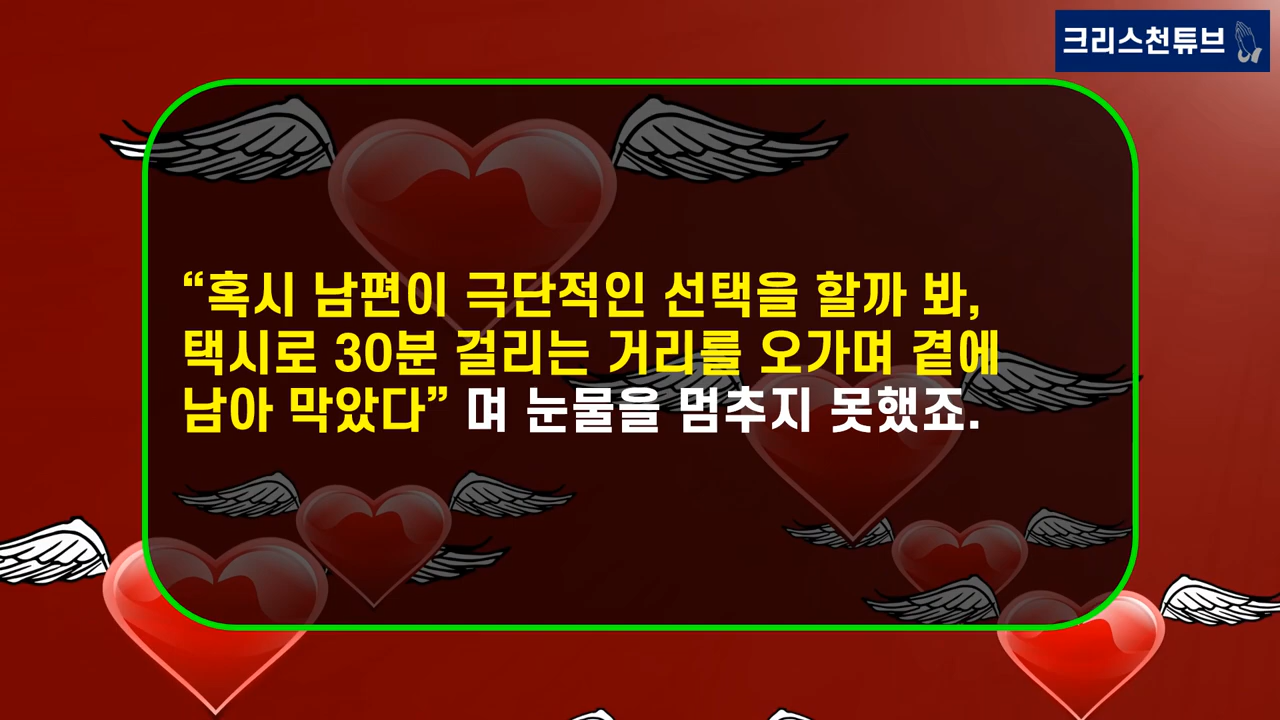 크리스천튜브
“혹시 남편이 극단적인 선택을 할까 봐,
택시로 30분 걸리는 거리를 오가며 곁에
남아 막았다” 며 눈물을 멈추지 못했죠.